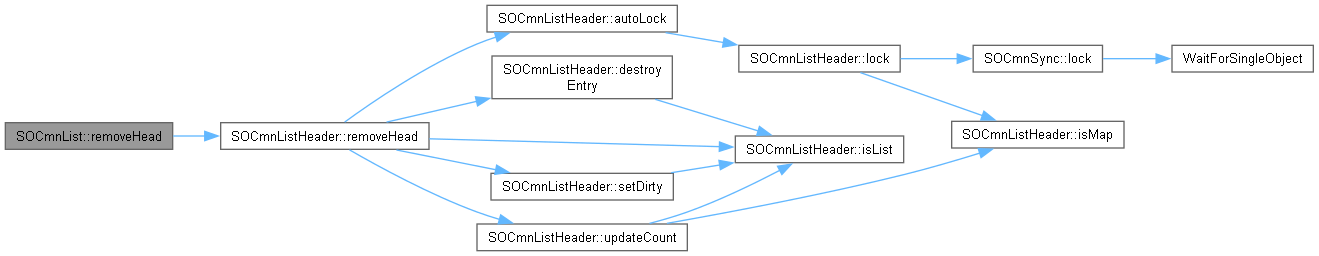 SOCmnList::removeHead
SOCmnListHeader::removeHead
SOCmnListHeader::autoLock
SOCmnListHeader::destroy
Entry
SOCmnListHeader::setDirty
SOCmnListHeader::updateCount
SOCmnListHeader::lock
SOCmnListHeader::isList
SOCmnSync::lock
SOCmnListHeader::isMap
WaitForSingleObject